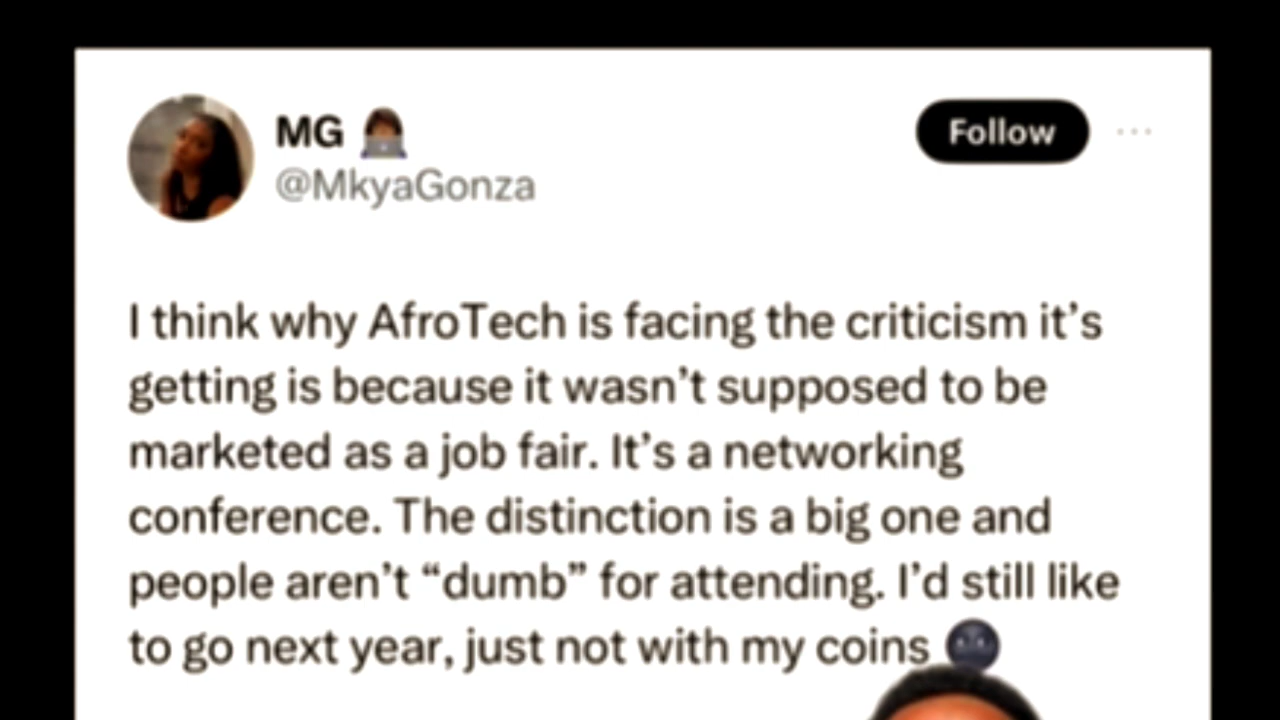 MG
Follow
@MkyaGonza
I think why AfroTech is facing the criticism it’s
getting is because it wasn’t supposed to be
marketed as a job fair. It’s a networking
conference. The distinction is a big one and
people aren’t “dumb” for attending. I’d still like
to go next year, just not with my coins